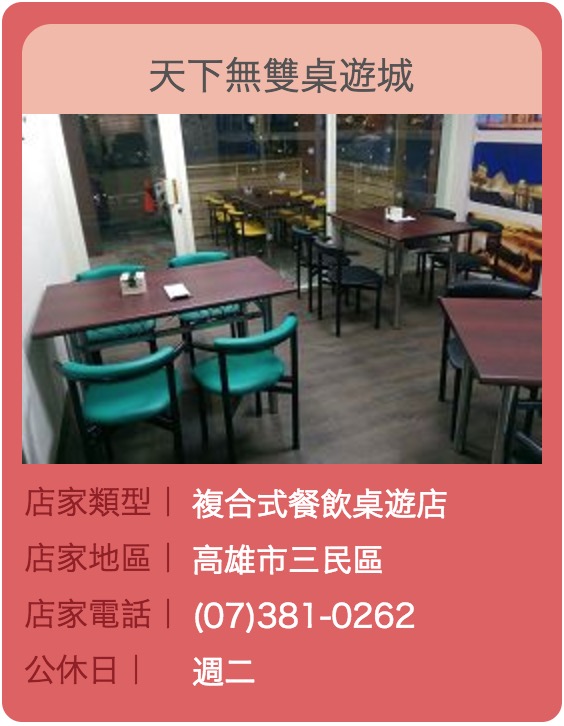 天下無雙桌遊城
店家類型｜ 複合式餐飲桌遊店
店家地區｜ 高雄市三民區
店家電話｜ (07)381-0262
公休日｜ 週二